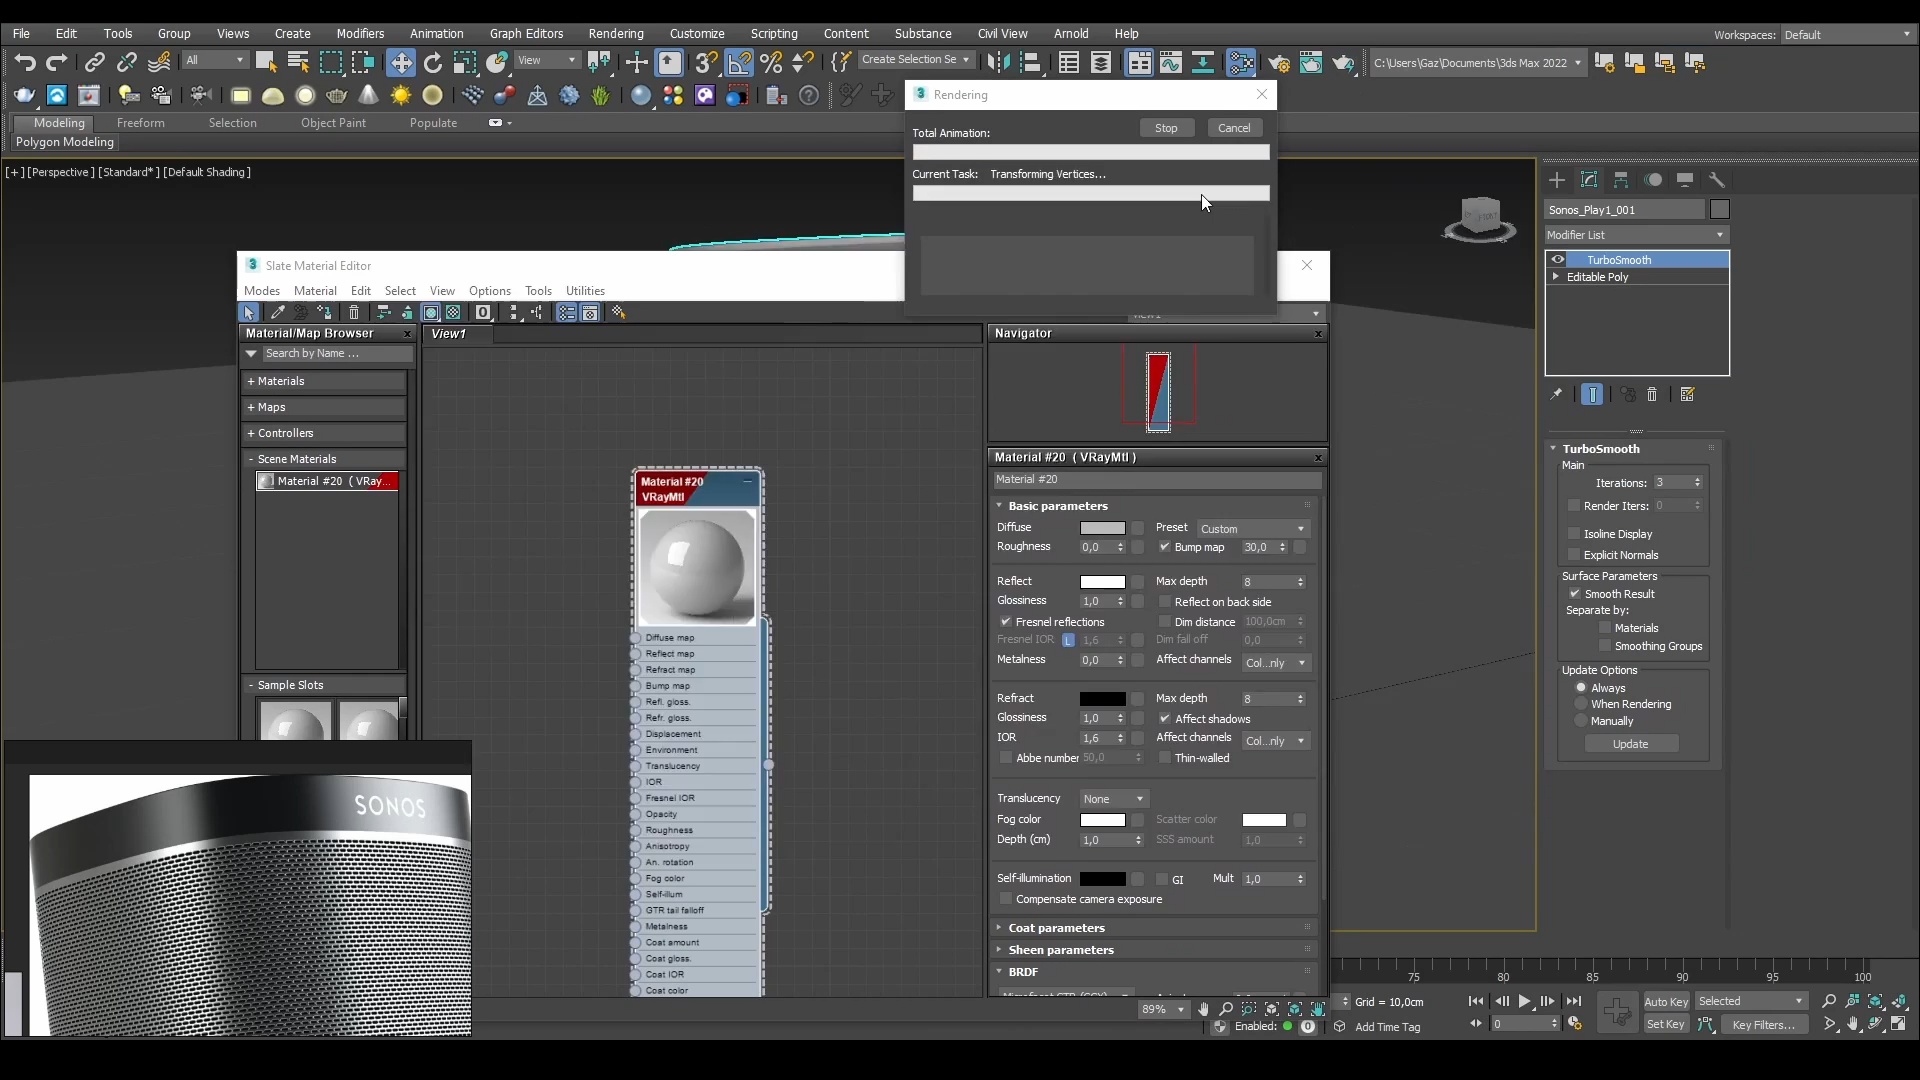 File Edit Tools Group Views Create Modifiers Animation Graph Editors Rendering Customize Scripting Content Substance Civil View Arnold Help
Workspaces: Default
All View Create Selection Se C:\Users\Gaz\Documents\3ds Max 2022
Modeling Freeform Selection Object Paint Populate
Polygon Modeling
[+] [Perspective ] [Standard* ] [Default Shading ]
3 Rendering
Total Animation: Stop Cancel
Current Task: Transforming Vertices...
3 Slate Material Editor
Modes Material Edit Select View Options Tools Utilities
Material/Map Browser
Search by Name ...
+ Materials
+ Maps
+ Controllers
- Scene Materials
Material #20 ( VRay...
- Sample Slots
View1
Material #20
VRayMtl
Diffuse map
Reflect map
Refract map
Bump map
Refl. gloss.
Refr. gloss.
Displacement
Environment
Translucency
IOR
Fresnel IOR
Opacity
Roughness
Anisotropy
An. rotation
Fog color
Self-illum
GTR tail falloff
Metalness
Coat amount
Coat gloss.
Coat IOR
Coat color
Navigator
Material #20 ( VRayMtl )
Material #20
Basic parameters
Diffuse Preset Custom
Roughness 0,0 Bump map 30,0
Reflect Max depth 8
Glossiness 1,0 Reflect on back side
Fresnel reflections Dim distance 100,0cm
Fresnel IOR L 1,6 Dim fall off 0,0
Metalness 0,0 Affect channels Col...nly
Refract Max depth 8
Glossiness 1,0 Affect shadows
IOR 1,6 Affect channels Col...nly
Abbe number 50,0 Thin-walled
Translucency None
Fog color Scatter color
Depth (cm) 1,0 SSS amount 1,0
Self-illumination GI Mult 1,0
Compensate camera exposure
Coat parameters
Sheen parameters
BRDF
89%
SONOS
Sonos_Play1_001
Modifier List
TurboSmooth
Editable Poly
TurboSmooth
Main
Iterations: 3
Render Iters: 0
Isoline Display
Explicit Normals
Surface Parameters
Smooth Result
Separate by:
Materials
Smoothing Groups
Update Options
Always
When Rendering
Manually
Update
75 80 85 90 95 100
Grid = 10,0cm Auto Key Selected
Enabled: 0 Add Time Tag 0 Set Key Key Filters...